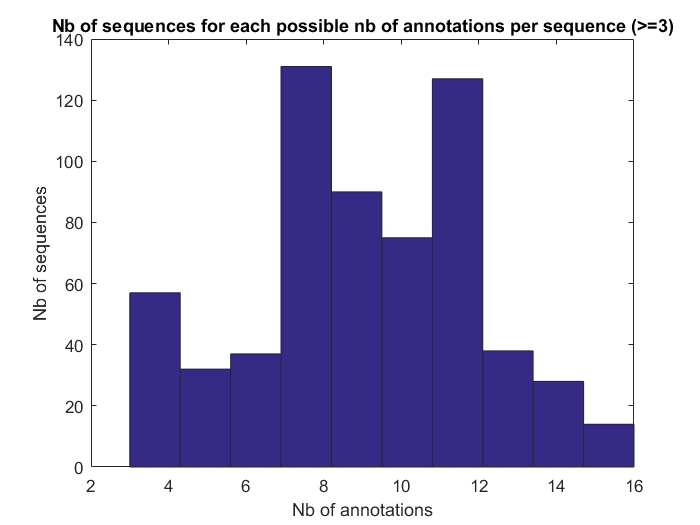 Nb of sequences for each possible nb of annotations per sequence (>=3)
140
120
100
80
60
40
20
0
Nb of sequences
2 4 6 8 10 12 14 16
Nb of annotations